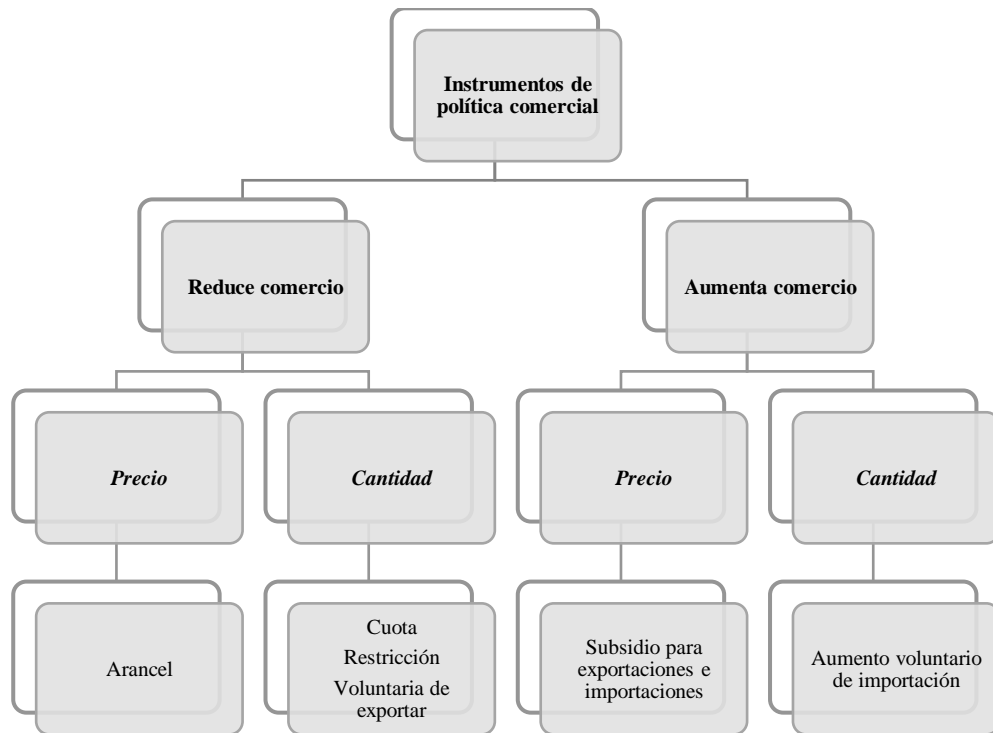 Instrumentos de
política comercial
Reduce comercio
Aumenta comercio
Precio
Cantidad
Precio
Cantidad
Arancel
Cuota
Restricción
Voluntaria de
exportar
Subsidio para
exportaciones e
importaciones
Aumento voluntario
de importación